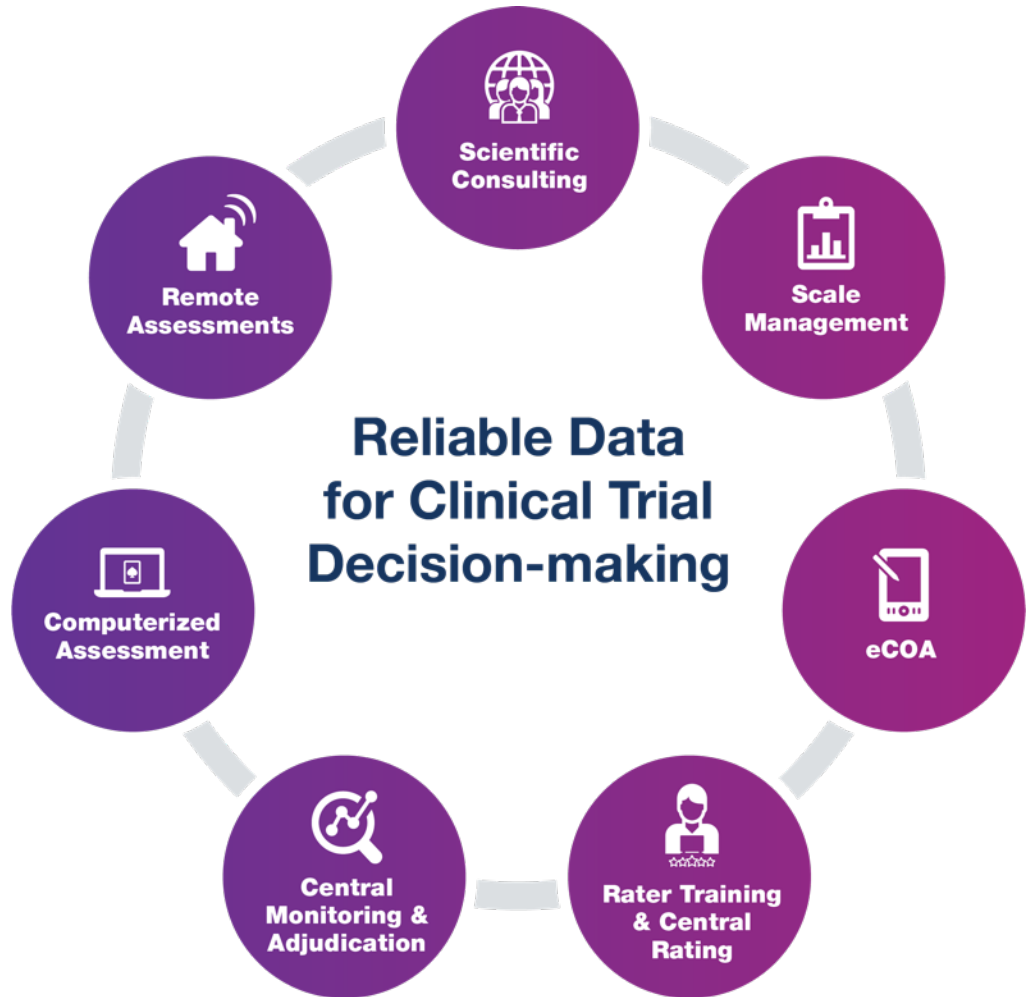 Scientific
Consulting
Scale
Management
eCOA
Rater Training
& Central
Rating
Central
Monitoring &
Adjudication
Computerized
Assessment
Remote
Assessments
Reliable Data
for Clinical Trial
Decision-making